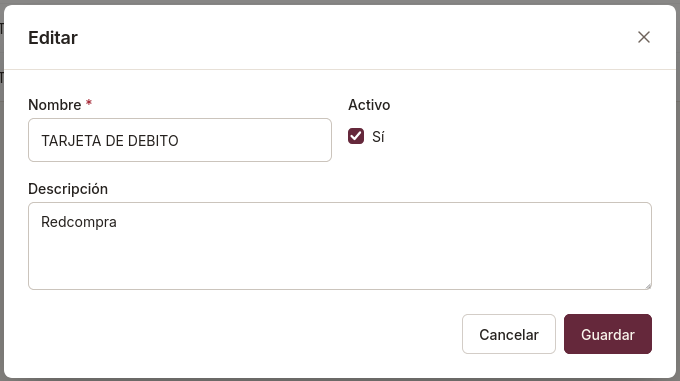 Editar
Nombre *
Activo
TARJETA DE DEBITO
Sí
Descripción
Redcompra
Cancelar
Guardar